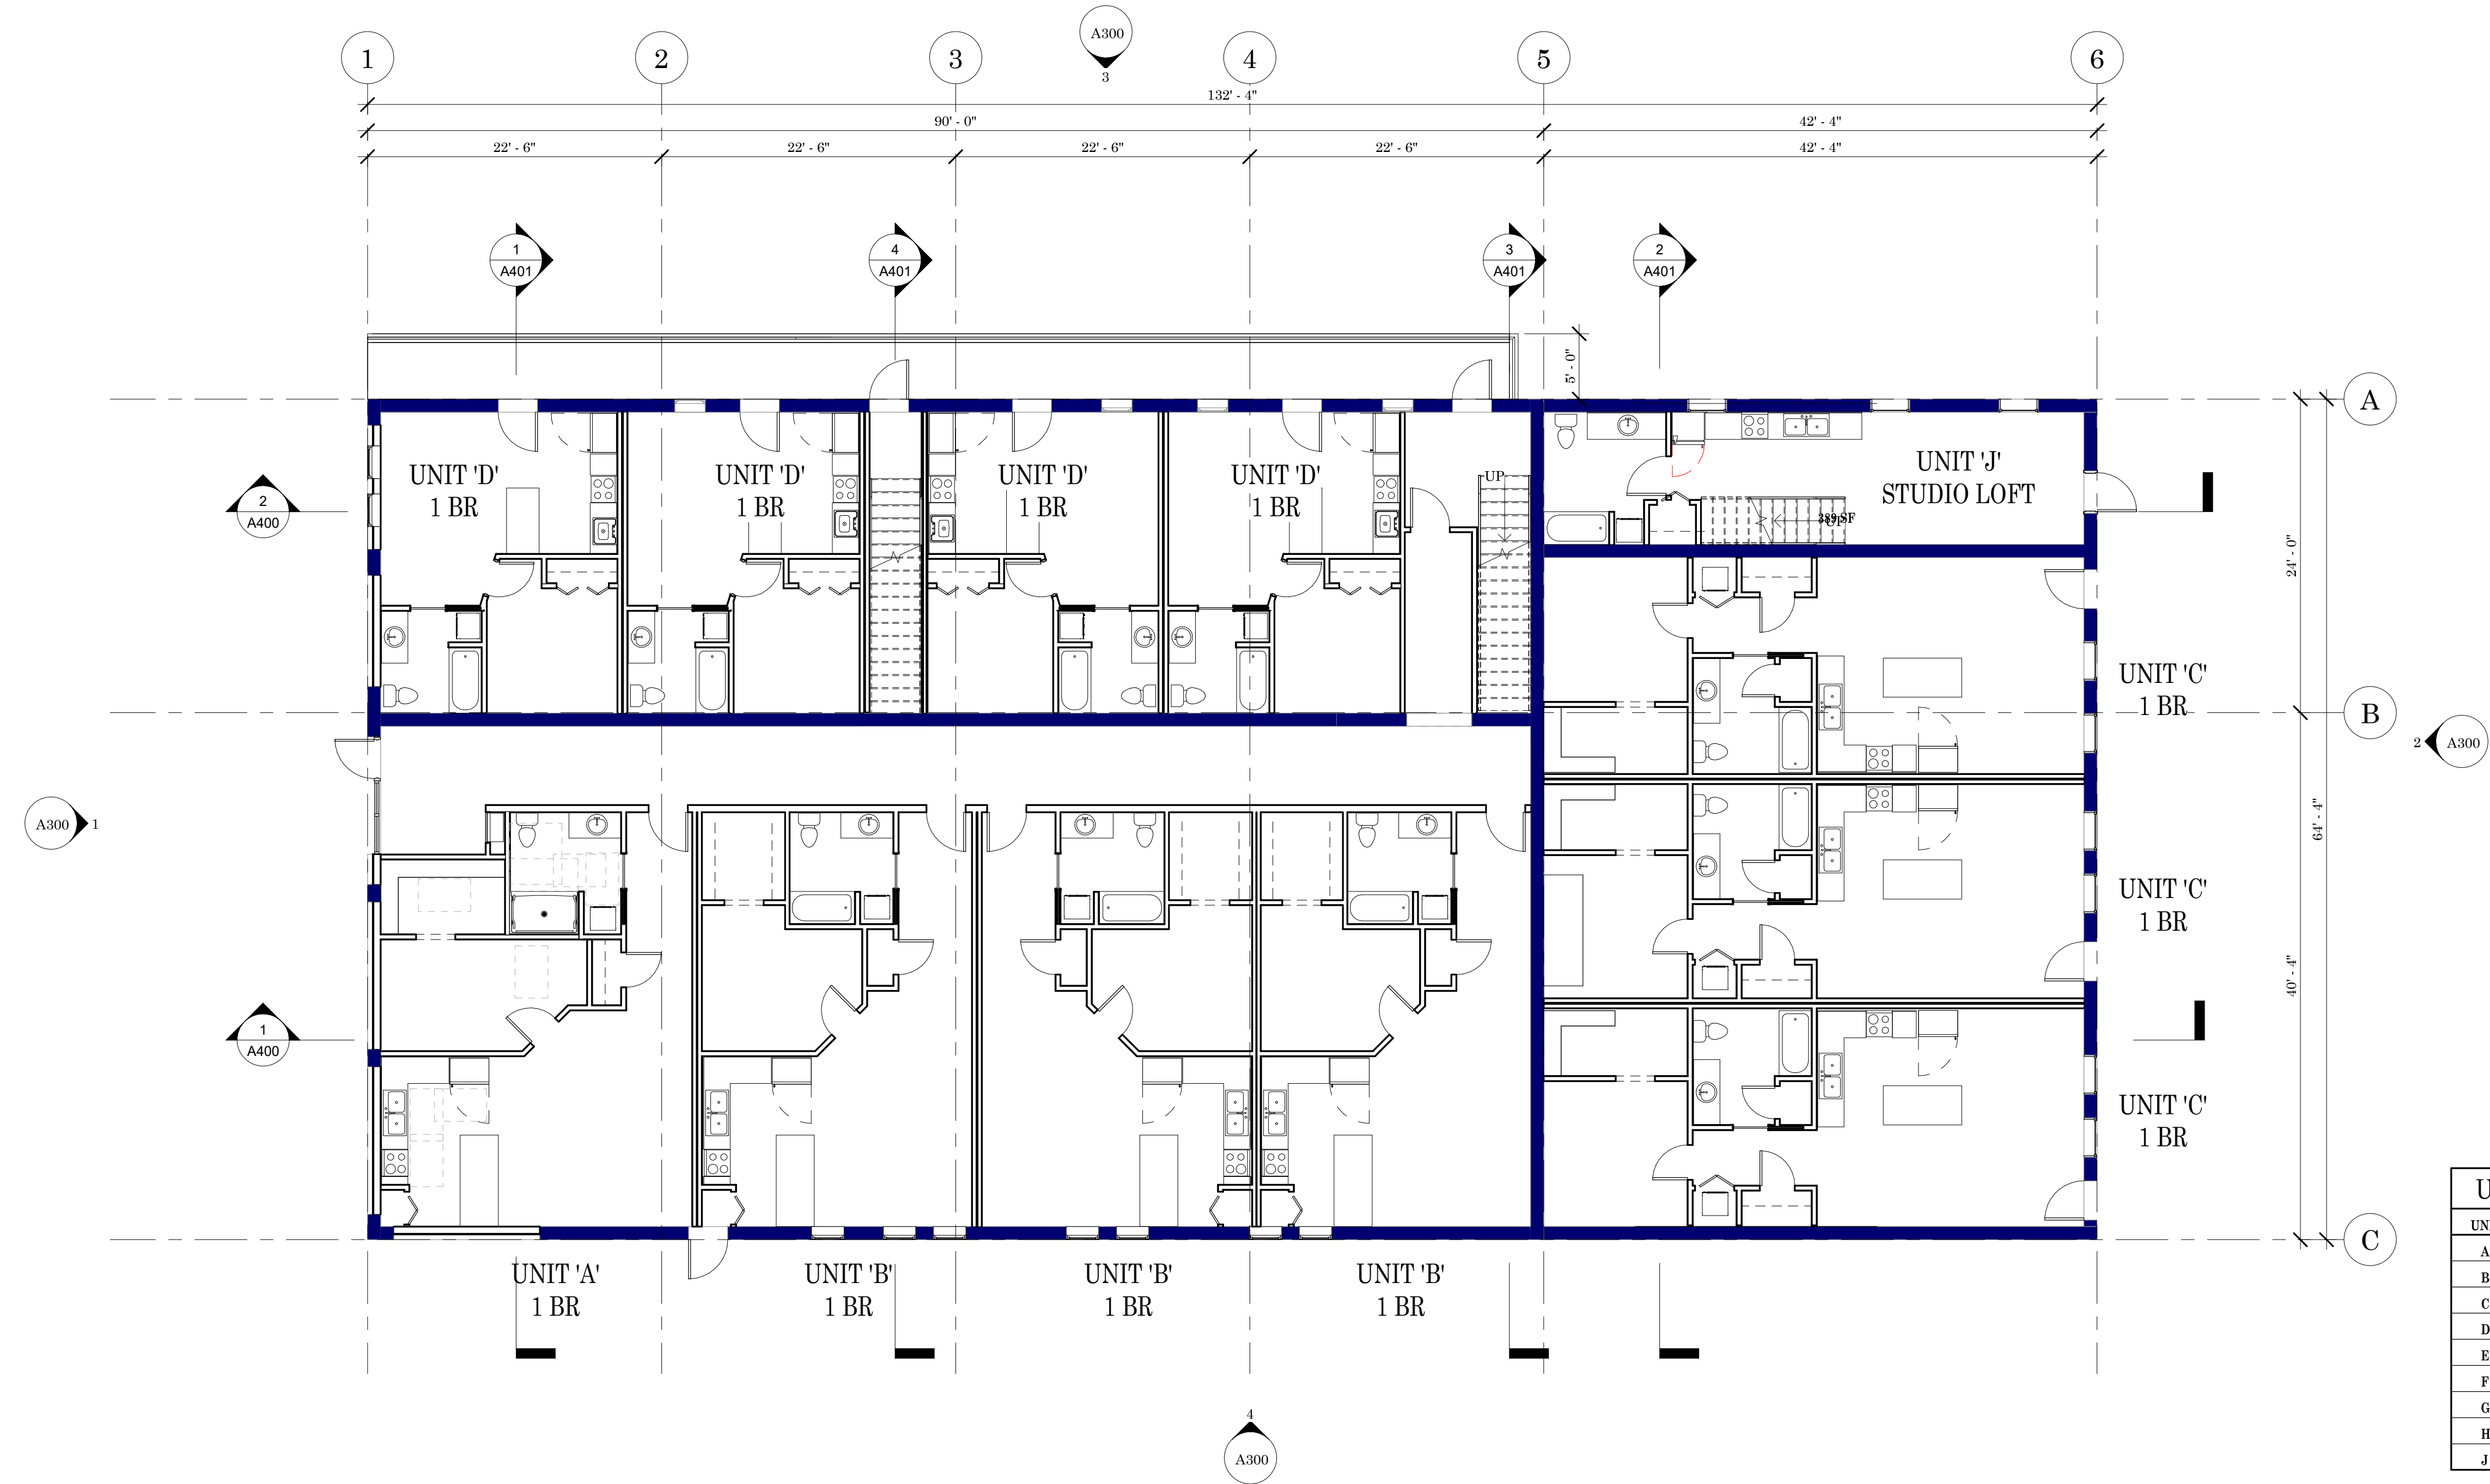 A300
3
1
2
3
4
5
6
132' - 4"
90' - 0"
42' - 4"
22' - 6"
22' - 6"
22' - 6"
22' - 6"
42' - 4"
1
A401
4
A401
3
A401
2
A401
5' - 0"
A
UNIT 'D'
1 BR
UNIT 'D'
1 BR
UNIT 'D'
1 BR
UNIT 'D'
1 BR
UP
UNIT 'J'
STUDIO LOFT
389 SF
UP
2
A400
24' - 0"
UNIT 'C'
1 BR
B
2
A300
A300
1
64' - 4"
UNIT 'C'
1 BR
40' - 4"
1
A400
UNIT 'C'
1 BR
C
UNIT 'A'
1 BR
UNIT 'B'
1 BR
UNIT 'B'
1 BR
UNIT 'B'
1 BR
4
A300
U
UN
A
B
C
D
E
F
G
H
J